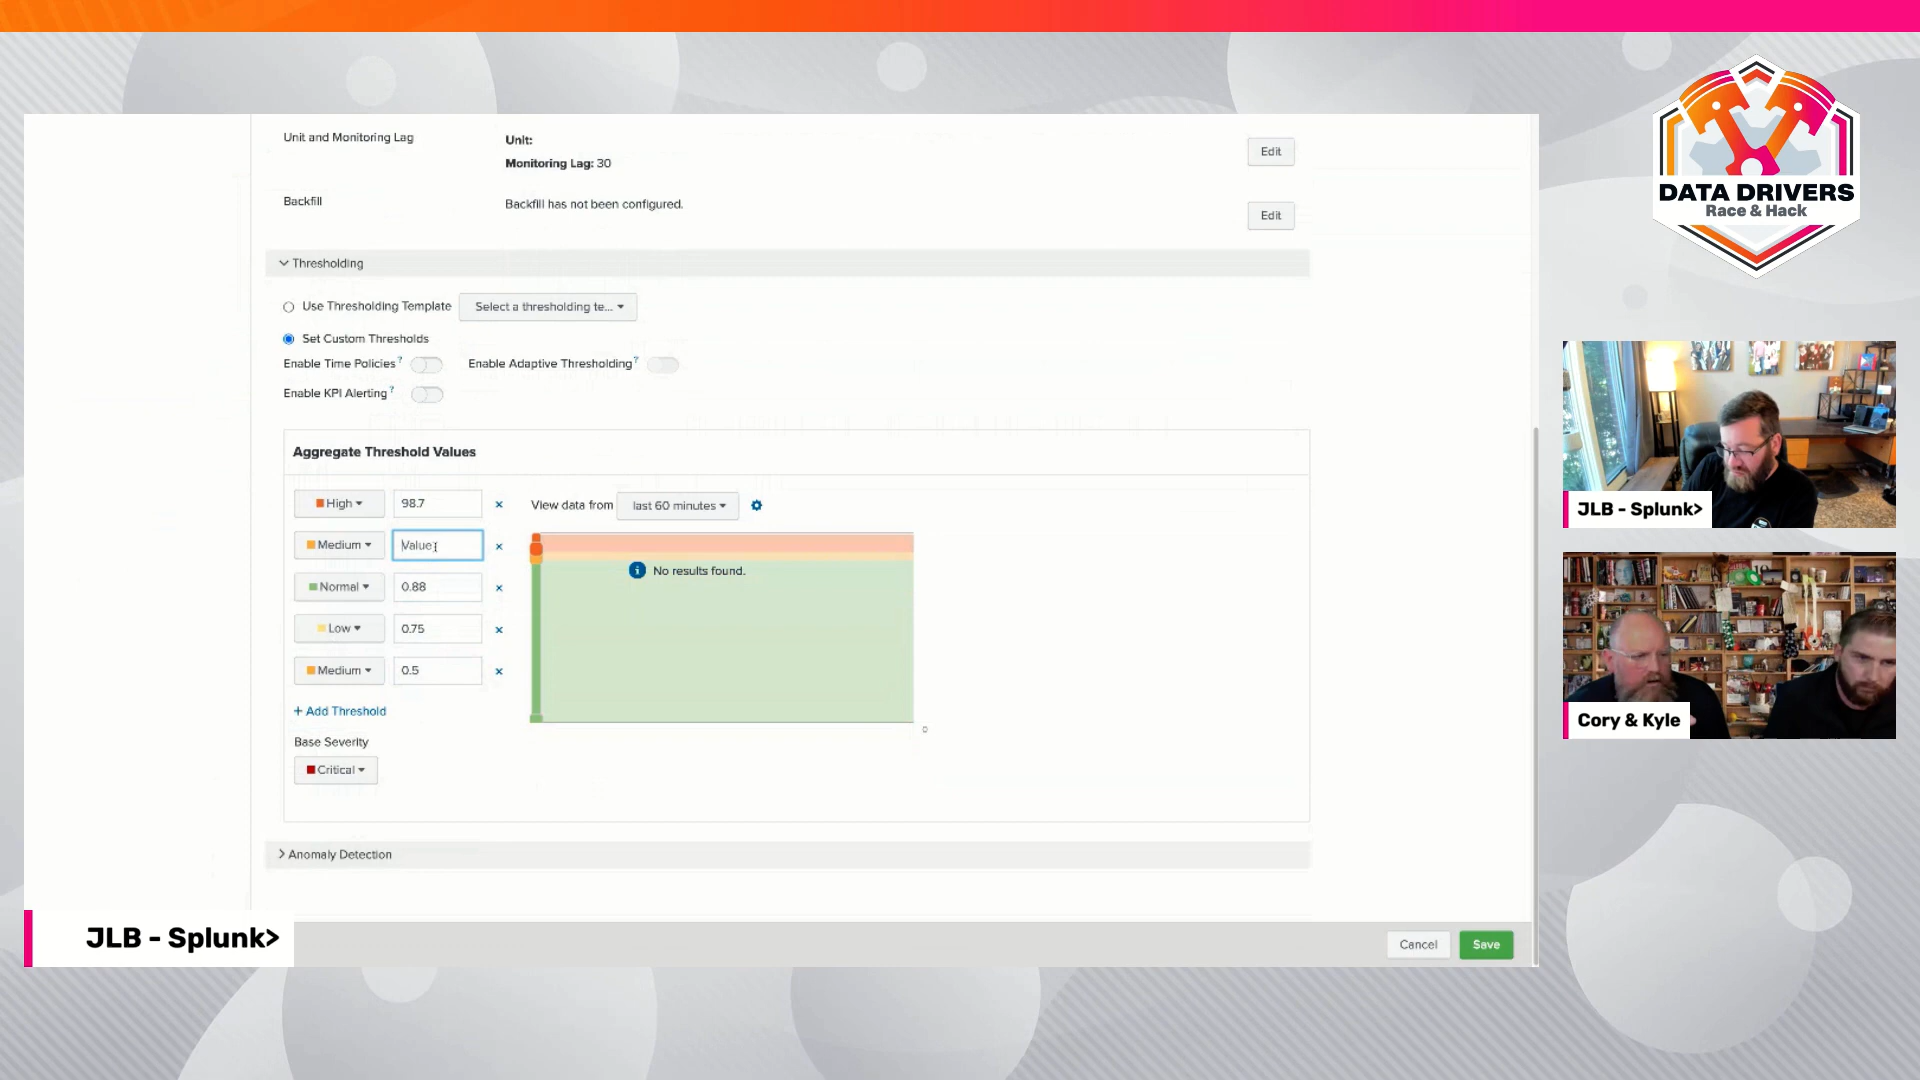 DATA DRIVERS
Race & Hack
Unit and Monitoring Lag
Unit:
Edit
Monitoring Lag: 30
Backfill
Backfill has not been configured.
Edit
Thresholding
Use Thresholding Template
Select a thresholding te...
Set Custom Thresholds
Enable Time Policies?
Enable Adaptive Thresholding?
Enable KPI Alerting?
Aggregate Threshold Values
High
98.7
View data from
last 60 minutes
Medium
Value
No results found.
Normal
0.88
Low
0.75
Medium
0.5
+ Add Threshold
0
Base Severity
Critical
Anomaly Detection
Cancel
Save
JLB - Splunk>
JLB - Splunk>
Cory & Kyle